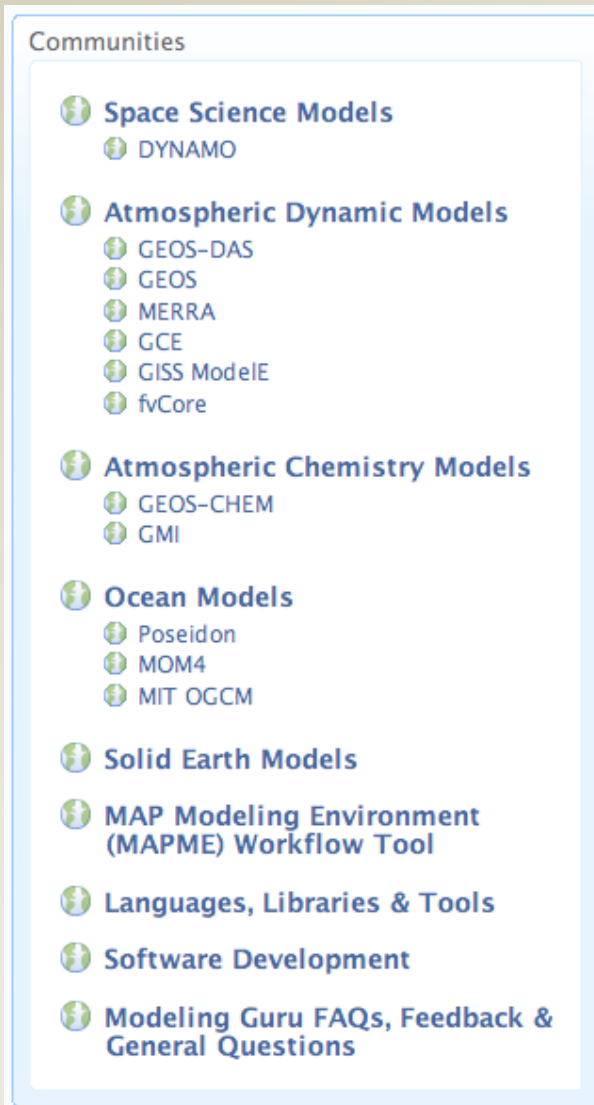 Communities
Space Science Models
DYNAMO
Atmospheric Dynamic Models
GEOS-DAS
GEOS
MERRA
GCE
GISS ModelE
fvCore
Atmospheric Chemistry Models
GEOS-CHEM
GMI
Ocean Models
Poseidon
MOM4
MIT OGCM
Solid Earth Models
MAP Modeling Environment
(MAPME) Workflow Tool
Languages, Libraries & Tools
Software Development
Modeling Guru FAQs, Feedback &
General Questions